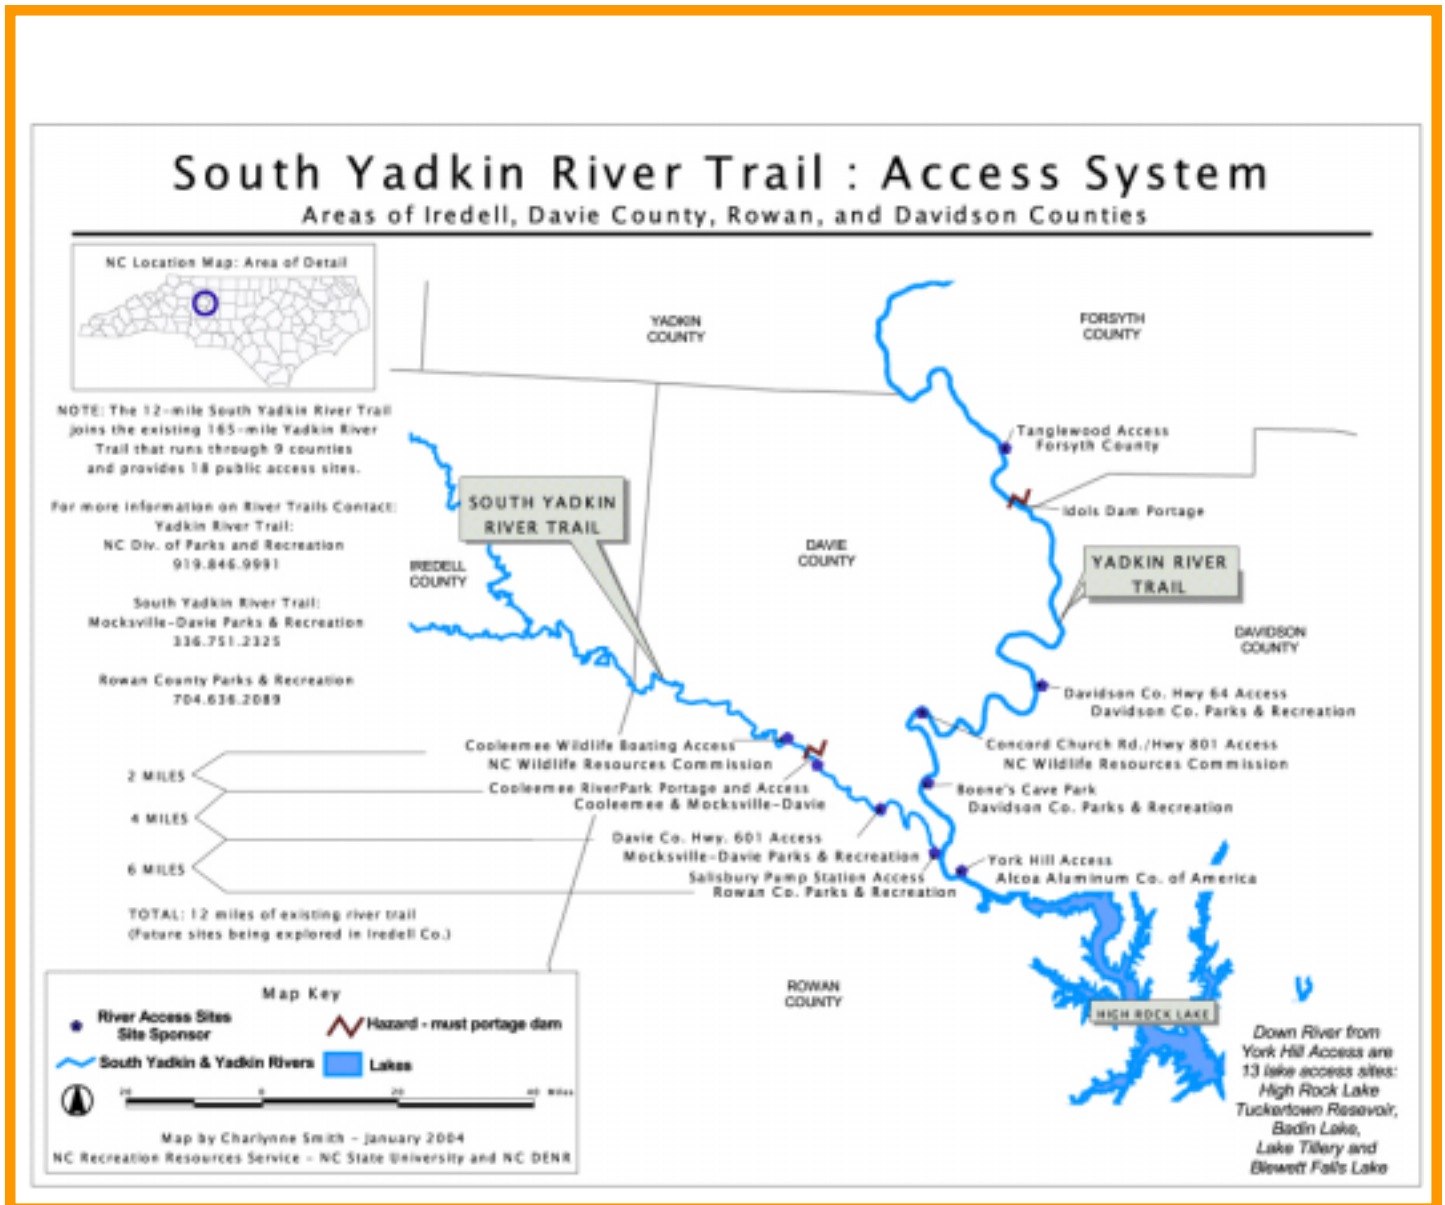 South Yadkin River Trail : Access System
Areas of Iredell, Davie County, Rowan, and Davidson Counties
NC Location Map: Area of Detail
NOTE: The 12-mile South Yadkin River Trail
joins the existing 165-mile Yadkin River
Trail that runs through 9 counties
and provides 18 public access sites.
For more information on River Trails Contact:
Yadkin River Trail:
NC Div. of Parks and Recreation
919.846.9991
South Yadkin River Trail:
Mocksville-Davie Parks & Recreation
336.751.2325
Rowan County Parks & Recreation
704.636.2089
YADKIN
COUNTY
FORSYTH
COUNTY
Tanglewood Access
Forsyth County
Idols Dam Portage
SOUTH YADKIN
RIVER TRAIL
IREDELL
COUNTY
DAVIE
COUNTY
YADKIN RIVER
TRAIL
DAVIDSON
COUNTY
Davidson Co. Hwy 64 Access
Davidson Co. Parks & Recreation
Concord Church Rd./Hwy 801 Access
NC Wildlife Resources Commission
Boone's Cave Park
Davidson Co. Parks & Recreation
York Hill Access
Alcoa Aluminum Co. of America
Cooleemee Wildlife Boating Access
NC Wildlife Resources Commission
Cooleemee RiverPark Portage and Access
Cooleemee & Mocksville-Davie
Davie Co. Hwy. 601 Access
Mocksville-Davie Parks & Recreation
Salisbury Pump Station Access
Rowan Co. Parks & Recreation
2 MILES
4 MILES
6 MILES
TOTAL: 12 miles of existing river trail
(Future sites being explored in Iredell Co.)
ROWAN
COUNTY
HIGH ROCK LAKE
Down River from
York Hill Access are
13 lake access sites:
High Rock Lake
Tuckertown Resevoir,
Badin Lake,
Lake Tillery and
Blewett Falls Lake
Map Key
River Access Sites
Site Sponsor
Hazard - must portage dam
South Yadkin & Yadkin Rivers
Lakes
20 0 20 40 Miles
Map by Charlynne Smith - January 2004
NC Recreation Resources Service - NC State University and NC DENR